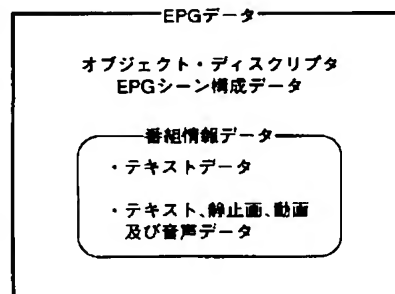 EPGデータ
オブジェクト・ディスクリプタ
EPGシーン構成データ
番組情報データ
・テキストデータ
・テキスト、静止画、動画
及び音声データ